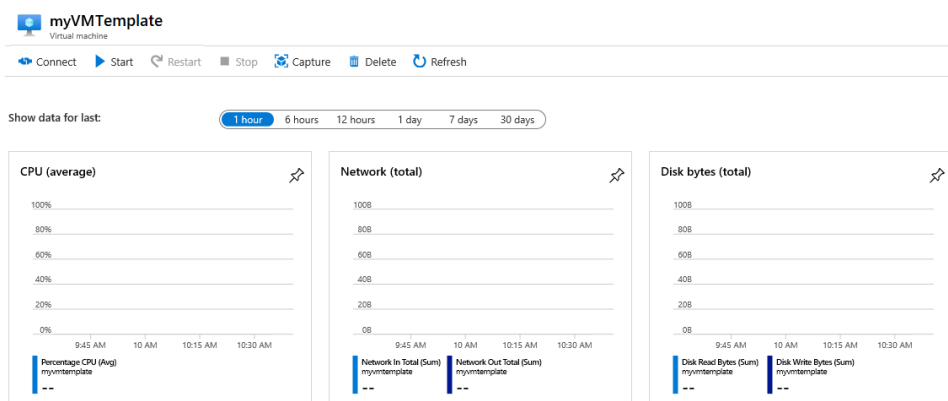 myVMTemplate
Virtual machine
Connect Start Restart Stop Capture Delete Refresh
Show data for last: 1 hour 6 hours 12 hours 1 day 7 days 30 days
CPU (average)
100%
80%
60%
40%
20%
0%
9:45 AM 10 AM 10:15 AM 10:30 AM
Percentage CPU (Avg)
myvmtemplate
--
Network (total)
100B
80B
60B
40B
20B
0B
9:45 AM 10 AM 10:15 AM 10:30 AM
Network In Total (Sum) Network Out Total (Sum)
myvmtemplate myvmtemplate
-- --
Disk bytes (total)
100B
80B
60B
40B
20B
0B
9:45 AM 10 AM 10:15 AM 10:30 AM
Disk Read Bytes (Sum) Disk Write Bytes (Sum)
myvmtemplate myvmtemplate
-- --